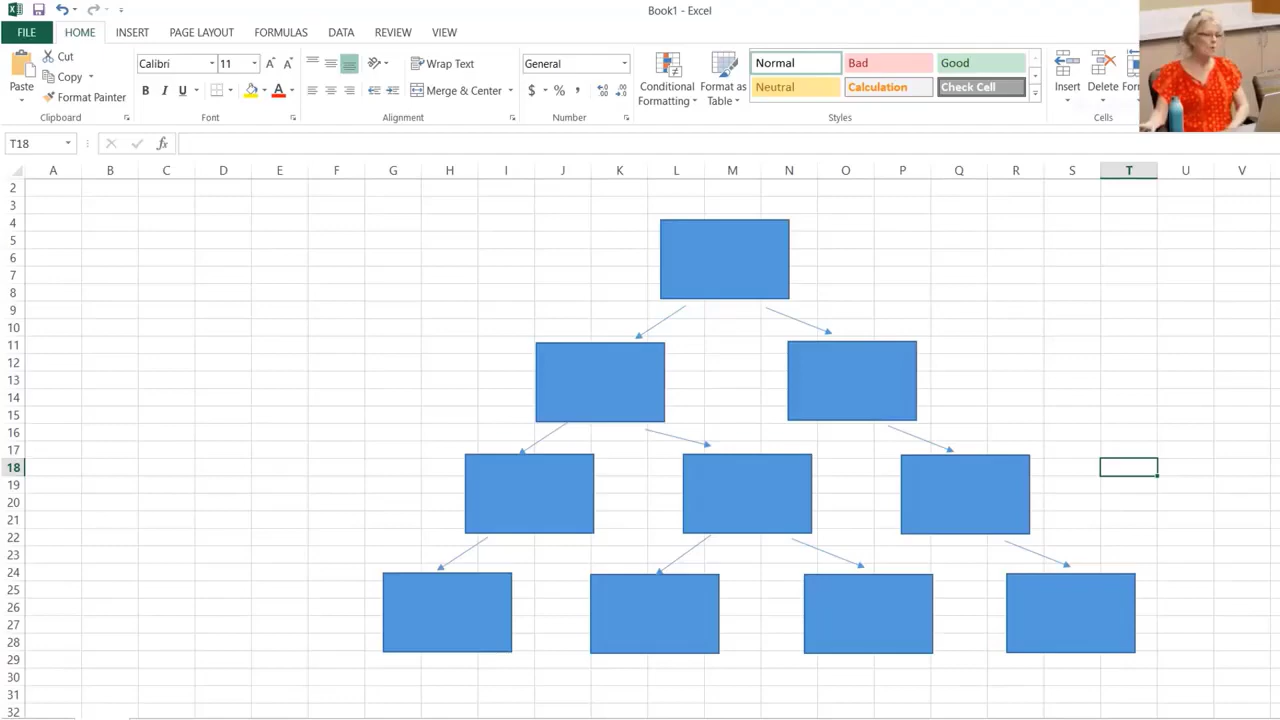 Book1 - Excel
FILE HOME INSERT PAGE LAYOUT FORMULAS DATA REVIEW VIEW
Paste
Cut
Copy
Format Painter
Clipboard
Calibri 11 A A
B I U A
Font
Wrap Text
Merge & Center
Alignment
General
$ % , .0 .00
Number
Conditional
Formatting
Format as
Table
Normal Bad Good
Neutral Calculation Check Cell
Styles
Insert Delete For
Cells
T18 fx
A B C D E F G H I J K L M N O P Q R S T U V
2
3
4
5
6
7
8
9
10
11
12
13
14
15
16
17
18
19
20
21
22
23
24
25
26
27
28
29
30
31
32